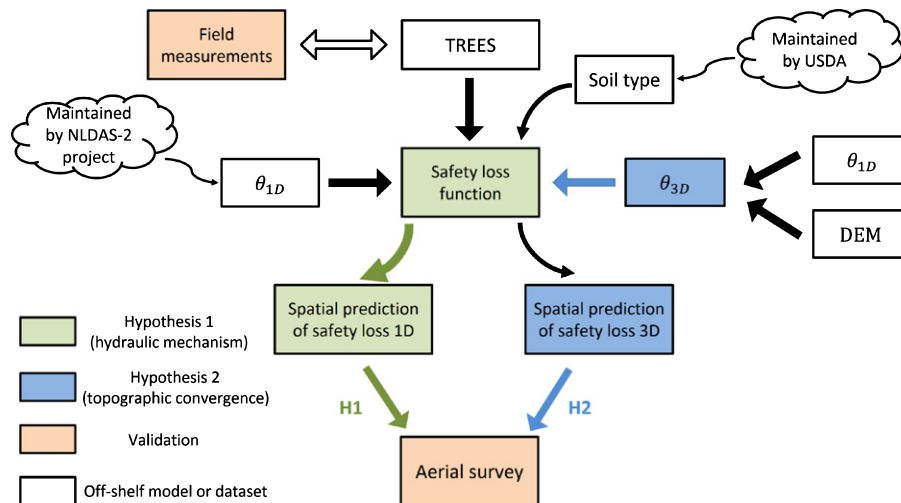 Field
measurements
TREES
Maintained
by USDA
Soil type
Maintained
by NLDAS-2
project
θ1D
Safety loss
function
θ3D
θ1D
DEM
Spatial prediction
of safety loss 1D
Spatial prediction
of safety loss 3D
Hypothesis 1
(hydraulic mechanism)
Hypothesis 2
(topographic convergence)
H1
H2
Validation
Aerial survey
Off-shelf model or dataset